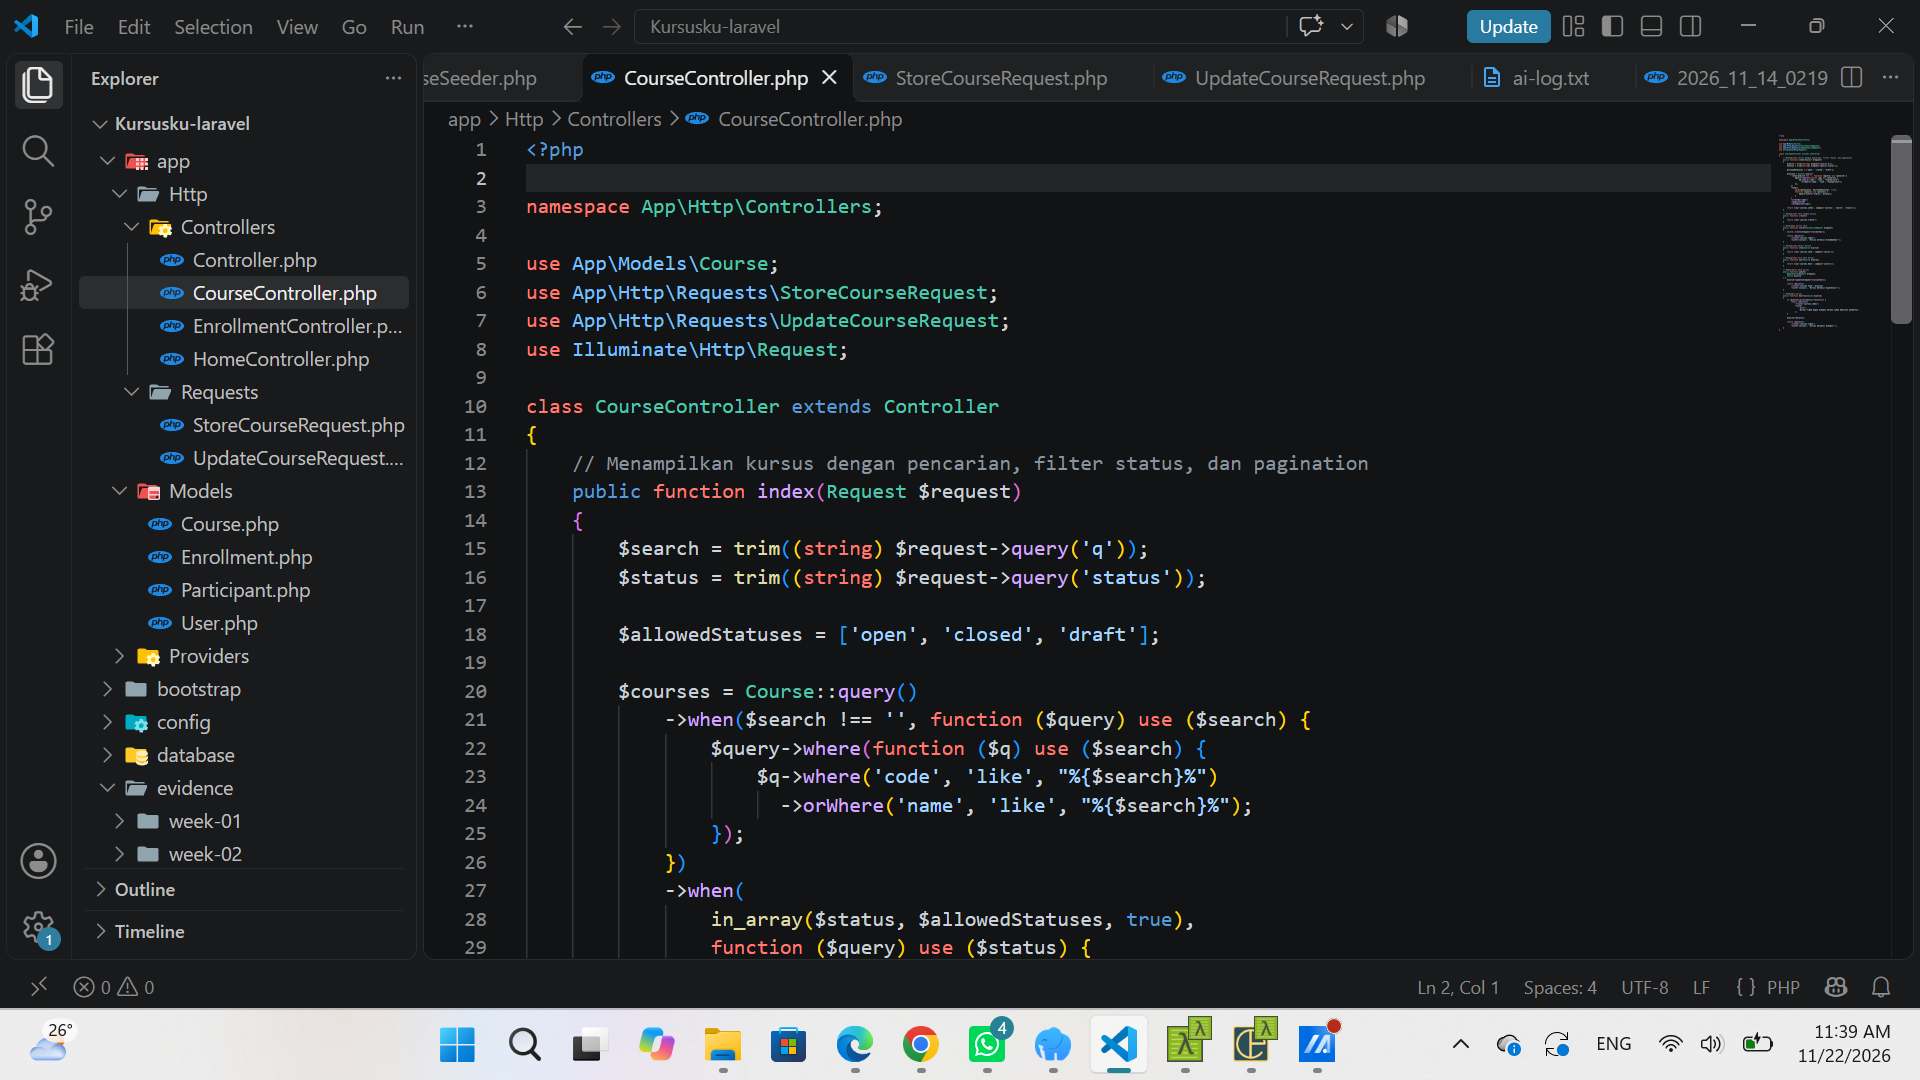 File Edit Selection View Go Run ···
Kursusku-laravel
Update
Explorer
Kursusku-laravel
app
Http
Controllers
Controller.php
CourseController.php
EnrollmentController.p...
HomeController.php
Requests
StoreCourseRequest.php
UpdateCourseRequest....
Models
Course.php
Enrollment.php
Participant.php
User.php
Providers
bootstrap
config
database
evidence
week-01
week-02
Outline
Timeline
1
seSeeder.php CourseController.php StoreCourseRequest.php UpdateCourseRequest.php ai-log.txt 2026_11_14_0219
app > Http > Controllers > CourseController.php
1 <?php
2
3 namespace App\Http\Controllers;
4
5 use App\Models\Course;
6 use App\Http\Requests\StoreCourseRequest;
7 use App\Http\Requests\UpdateCourseRequest;
8 use Illuminate\Http\Request;
9
10 class CourseController extends Controller
11 {
12 // Menampilkan kursus dengan pencarian, filter status, dan pagination
13 public function index(Request $request)
14 {
15 $search = trim((string) $request->query('q'));
16 $status = trim((string) $request->query('status'));
17
18 $allowedStatuses = ['open', 'closed', 'draft'];
19
20 $courses = Course::query()
21 ->when($search !== '', function ($query) use ($search) {
22 $query->where(function ($q) use ($search) {
23 $q->where('code', 'like', "%{$search}%")
24 ->orWhere('name', 'like', "%{$search}%");
25 });
26 })
27 ->when(
28 in_array($status, $allowedStatuses, true),
29 function ($query) use ($status) {
0 0
Ln 2, Col 1 Spaces: 4 UTF-8 LF { } PHP
26°
4
ENG
11:39 AM
11/22/2026